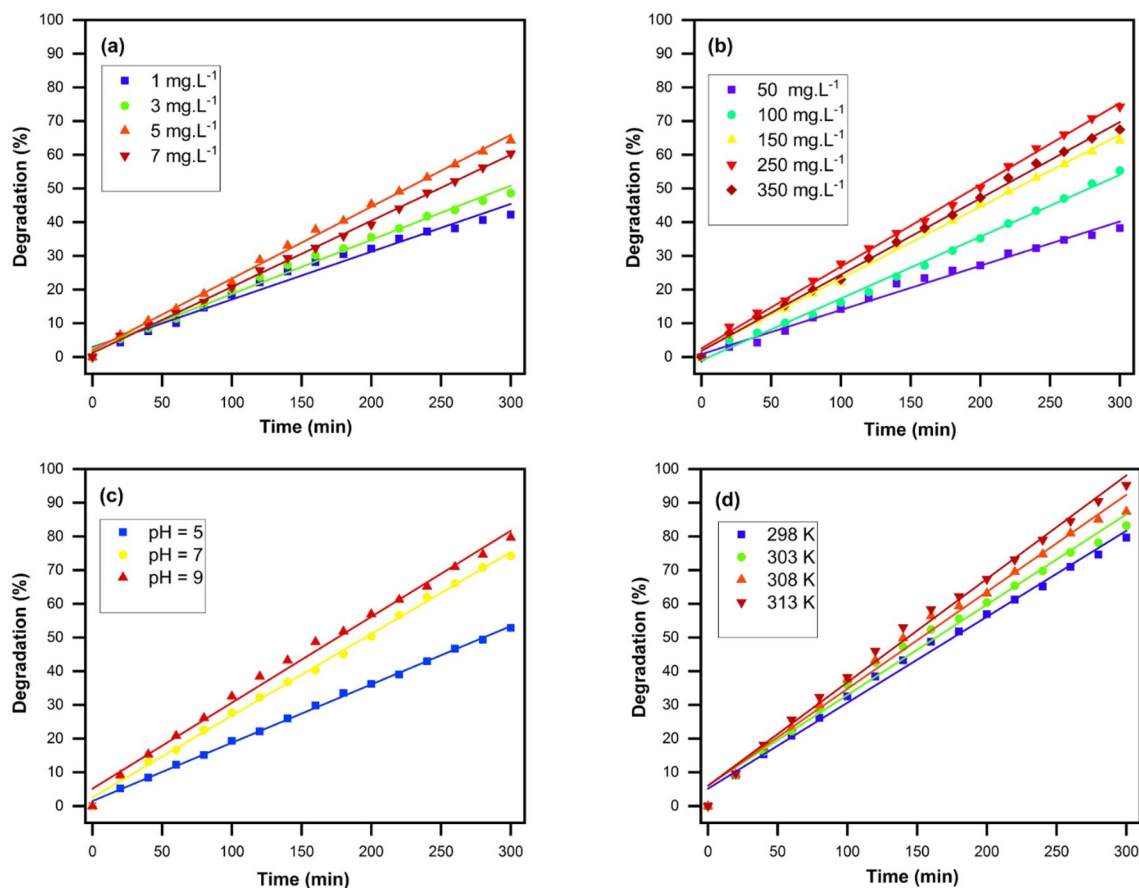 (a)
1 mg.L⁻¹
3 mg.L⁻¹
5 mg.L⁻¹
7 mg.L⁻¹
Degradation (%)
100
90
80
70
60
50
40
30
20
10
0
0 50 100 150 200 250 300
Time (min)
(b)
50 mg.L⁻¹
100 mg.L⁻¹
150 mg.L⁻¹
250 mg.L⁻¹
350 mg.L⁻¹
Degradation (%)
100
90
80
70
60
50
40
30
20
10
0
0 50 100 150 200 250 300
Time (min)
(c)
pH = 5
pH = 7
pH = 9
Degradation (%)
100
90
80
70
60
50
40
30
20
10
0
0 50 100 150 200 250 300
Time (min)
(d)
298 K
303 K
308 K
313 K
Degradation (%)
100
90
80
70
60
50
40
30
20
10
0
0 50 100 150 200 250 300
Time (min)